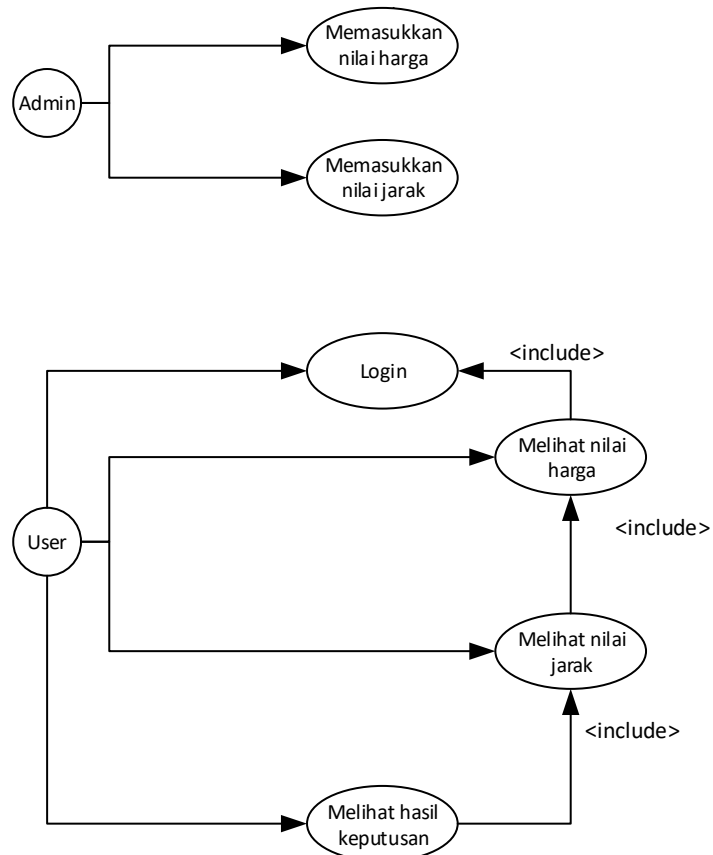 Memasukkan
nilai harga
Admin
Memasukkan
nilai jarak
<include>
Login
Melihat nilai
harga
<include>
User
Melihat nilai
jarak
<include>
Melihat hasil
keputusan